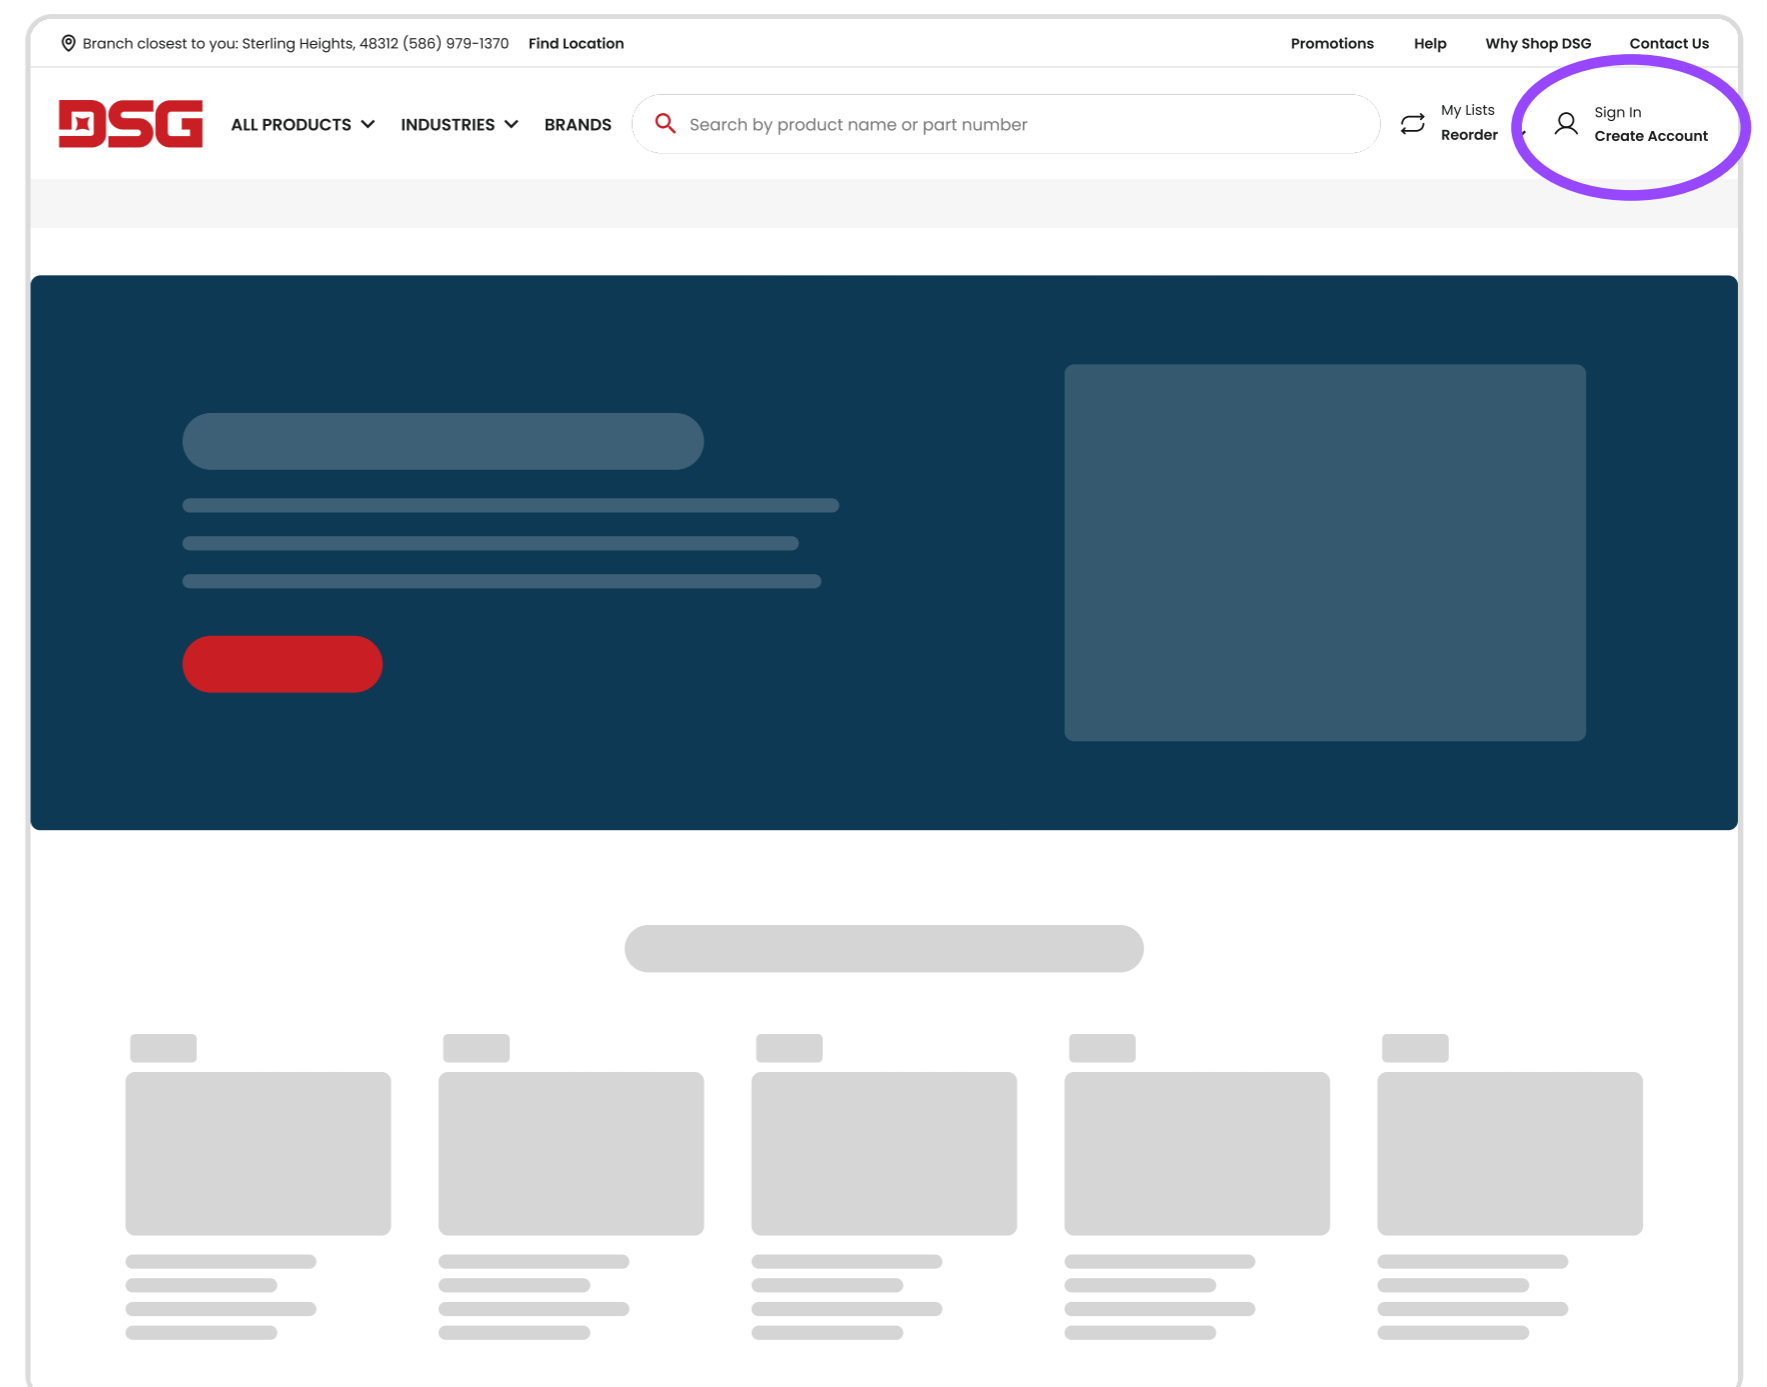 Branch closest to you: Sterling Heights, 48312 (586) 979-1370 Find Location
Promotions Help Why Shop DSG Contact Us
DSG
ALL PRODUCTS INDUSTRIES BRANDS
Search by product name or part number
My Lists
Reorder
Sign In
Create Account